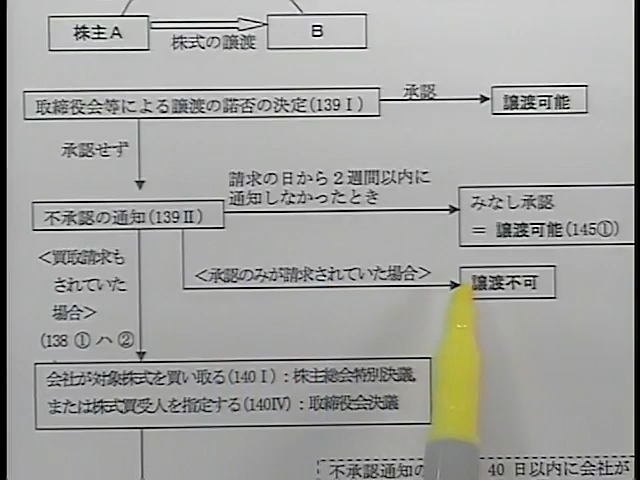 株主A
B
株式の譲渡
取締役会等による譲渡の諾否の決定(139Ⅰ)
承認
譲渡可能
承認せず
請求の日から2週間以内に
通知しなかったとき
不承認の通知(139Ⅱ)
みなし承認
= 譲渡可能(145①)
<買取請求も
されていた
場合>
(138 ① ハ ②
<承認のみが請求されていた場合>
譲渡不可
会社が対象株式を買い取る(140Ⅰ):株主総会特別決議,
または株式買受人を指定する(140Ⅳ):取締役会決議
不承認通知の 40 日以内に会社が